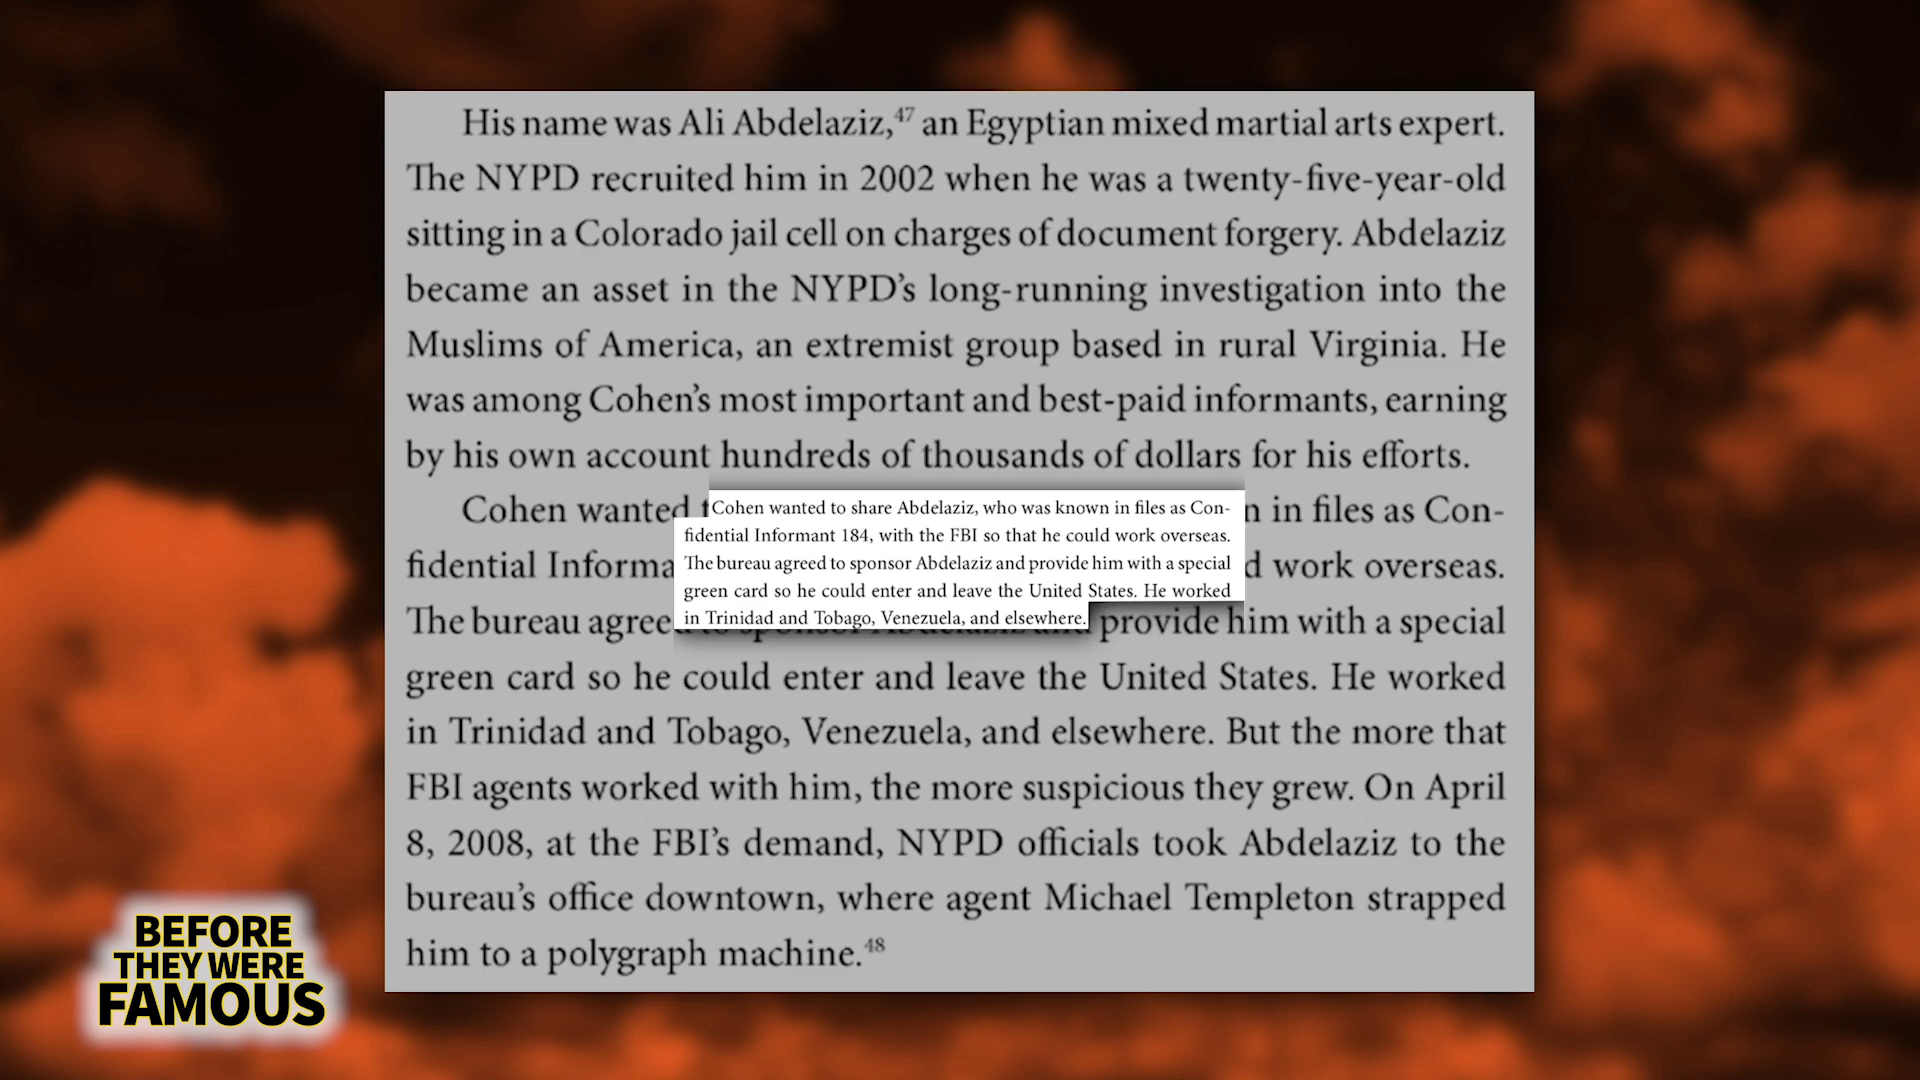 His name was Ali Abdelaziz,47 an Egyptian mixed martial arts expert.
The NYPD recruited him in 2002 when he was a twenty-five-year-old
sitting in a Colorado jail cell on charges of document forgery. Abdelaziz
became an asset in the NYPD’s long-running investigation into the
Muslims of America, an extremist group based in rural Virginia. He
was among Cohen’s most important and best-paid informants, earning
by his own account hundreds of thousands of dollars for his efforts.
Cohen wanted n in files as Con-
fidential Informa d work overseas.
The bureau agree provide him with a special
green card so he could enter and leave the United States. He worked
in Trinidad and Tobago, Venezuela, and elsewhere. But the more that
FBI agents worked with him, the more suspicious they grew. On April
8, 2008, at the FBI’s demand, NYPD officials took Abdelaziz to the
bureau’s office downtown, where agent Michael Templeton strapped
him to a polygraph machine.48
Cohen wanted to share Abdelaziz, who was known in files as Con-
fidential Informant 184, with the FBI so that he could work overseas.
The bureau agreed to sponsor Abdelaziz and provide him with a special
green card so he could enter and leave the United States. He worked
in Trinidad and Tobago, Venezuela, and elsewhere.
BEFORE
THEY WERE
FAMOUS